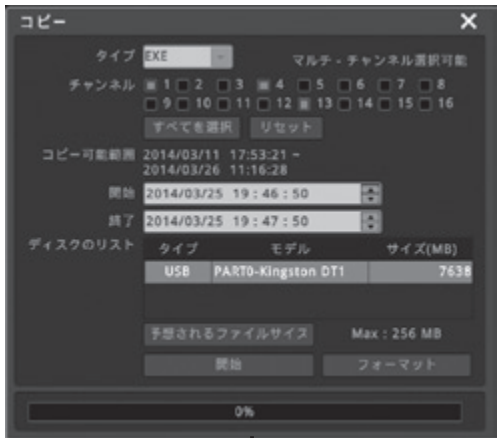 コピー
タイプ EXE マルチ - チャンネル選択可能
チャンネル 1 2 3 4 5 6 7 8
9 10 11 12 13 14 15 16
すべてを選択 リセット
コピー可能範囲 2014/03/11 17:53:21 ~
2014/03/26 11:16:28
開始 2014/03/25 19 : 46 : 50
終了 2014/03/25 19 : 47 : 50
ディスクのリスト タイプ モデル サイズ(MB)
USB PART0-Kingston DT1 7638
予想されるファイルサイズ Max : 256 MB
開始 フォーマット
0%